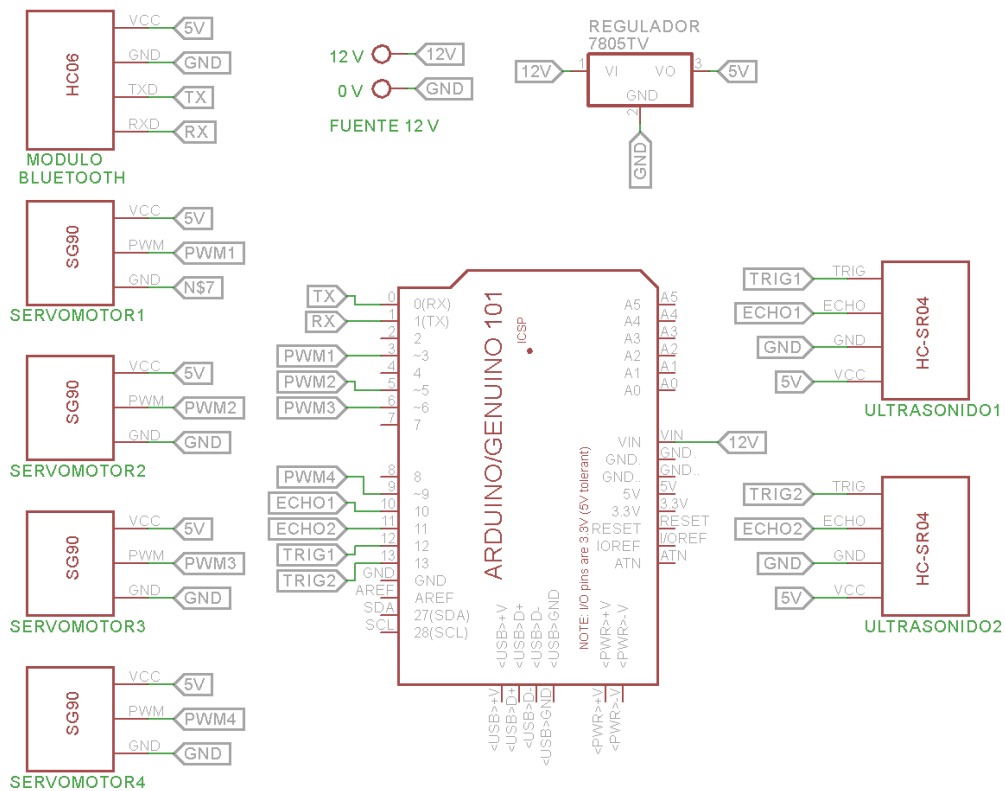 HC06
VCC
5V
GND
GND
TXD
TX
RXD
RX
MODULO
BLUETOOTH
12 V
12V
0 V
GND
FUENTE 12 V
REGULADOR
7805TV
12V
1
VI
VO
3
5V
GND
2
GND
SG90
VCC
5V
PWM
PWM1
GND
N$7
SERVOMOTOR1
SG90
VCC
5V
PWM
PWM2
GND
GND
SERVOMOTOR2
SG90
VCC
5V
PWM
PWM3
GND
GND
SERVOMOTOR3
SG90
VCC
5V
PWM
PWM4
GND
GND
SERVOMOTOR4
ARDUINO/GENUINO 101
ICSP
NOTE: I/O pins are 3.3V (5V tolerant)
TX
0
0(RX)
RX
1
1(TX)
2
2
PWM1
3
~3
4
4
PWM2
5
~5
PWM3
6
~6
7
7
8
8
PWM4
9
~9
ECHO1
10
10
ECHO2
11
11
TRIG1
12
12
TRIG2
13
13
GND
GND
AREF
AREF
SDA
27(SDA)
SCL
28(SCL)
A5
A5
A4
A4
A3
A3
A2
A2
A1
A1
A0
A0
VIN
VIN
12V
GND.
GND.
GND..
GND..
5V
5V
3.3V
3.3V
RESET
RESET
IOREF
I/OREF
ATN
ATN
<USB>+V
<USB>D+
<USB>D-
<USB>GND
<PWR>+V
<PWR>-V
<USB>+V
<USB>D+
<USB>D-
<USB>GND
<PWR>+V
<PWR>-V
TRIG1
TRIG
ECHO1
ECHO
GND
GND
5V
VCC
HC-SR04
ULTRASONIDO1
TRIG2
TRIG
ECHO2
ECHO
GND
GND
5V
VCC
HC-SR04
ULTRASONIDO2